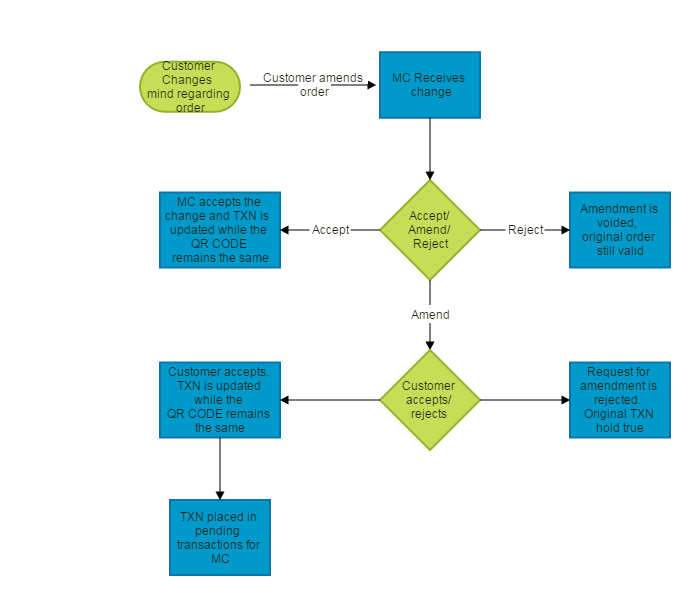 Customer
Changes
mind regarding
order
Customer amends
order
MC Receives
change
MC accepts the
change and TXN is
updated while the
QR CODE
remains the same
Accept
Accept/
Amend/
Reject
Reject
Amendment is
voided,
original order
still valid
Amend
Customer accepts.
TXN is updated
while the
QR CODE remains
the same
Customer
accepts/
rejects
Request for
amendment is
rejected.
Original TXN
hold true
TXN placed in
pending
transactions for
MC